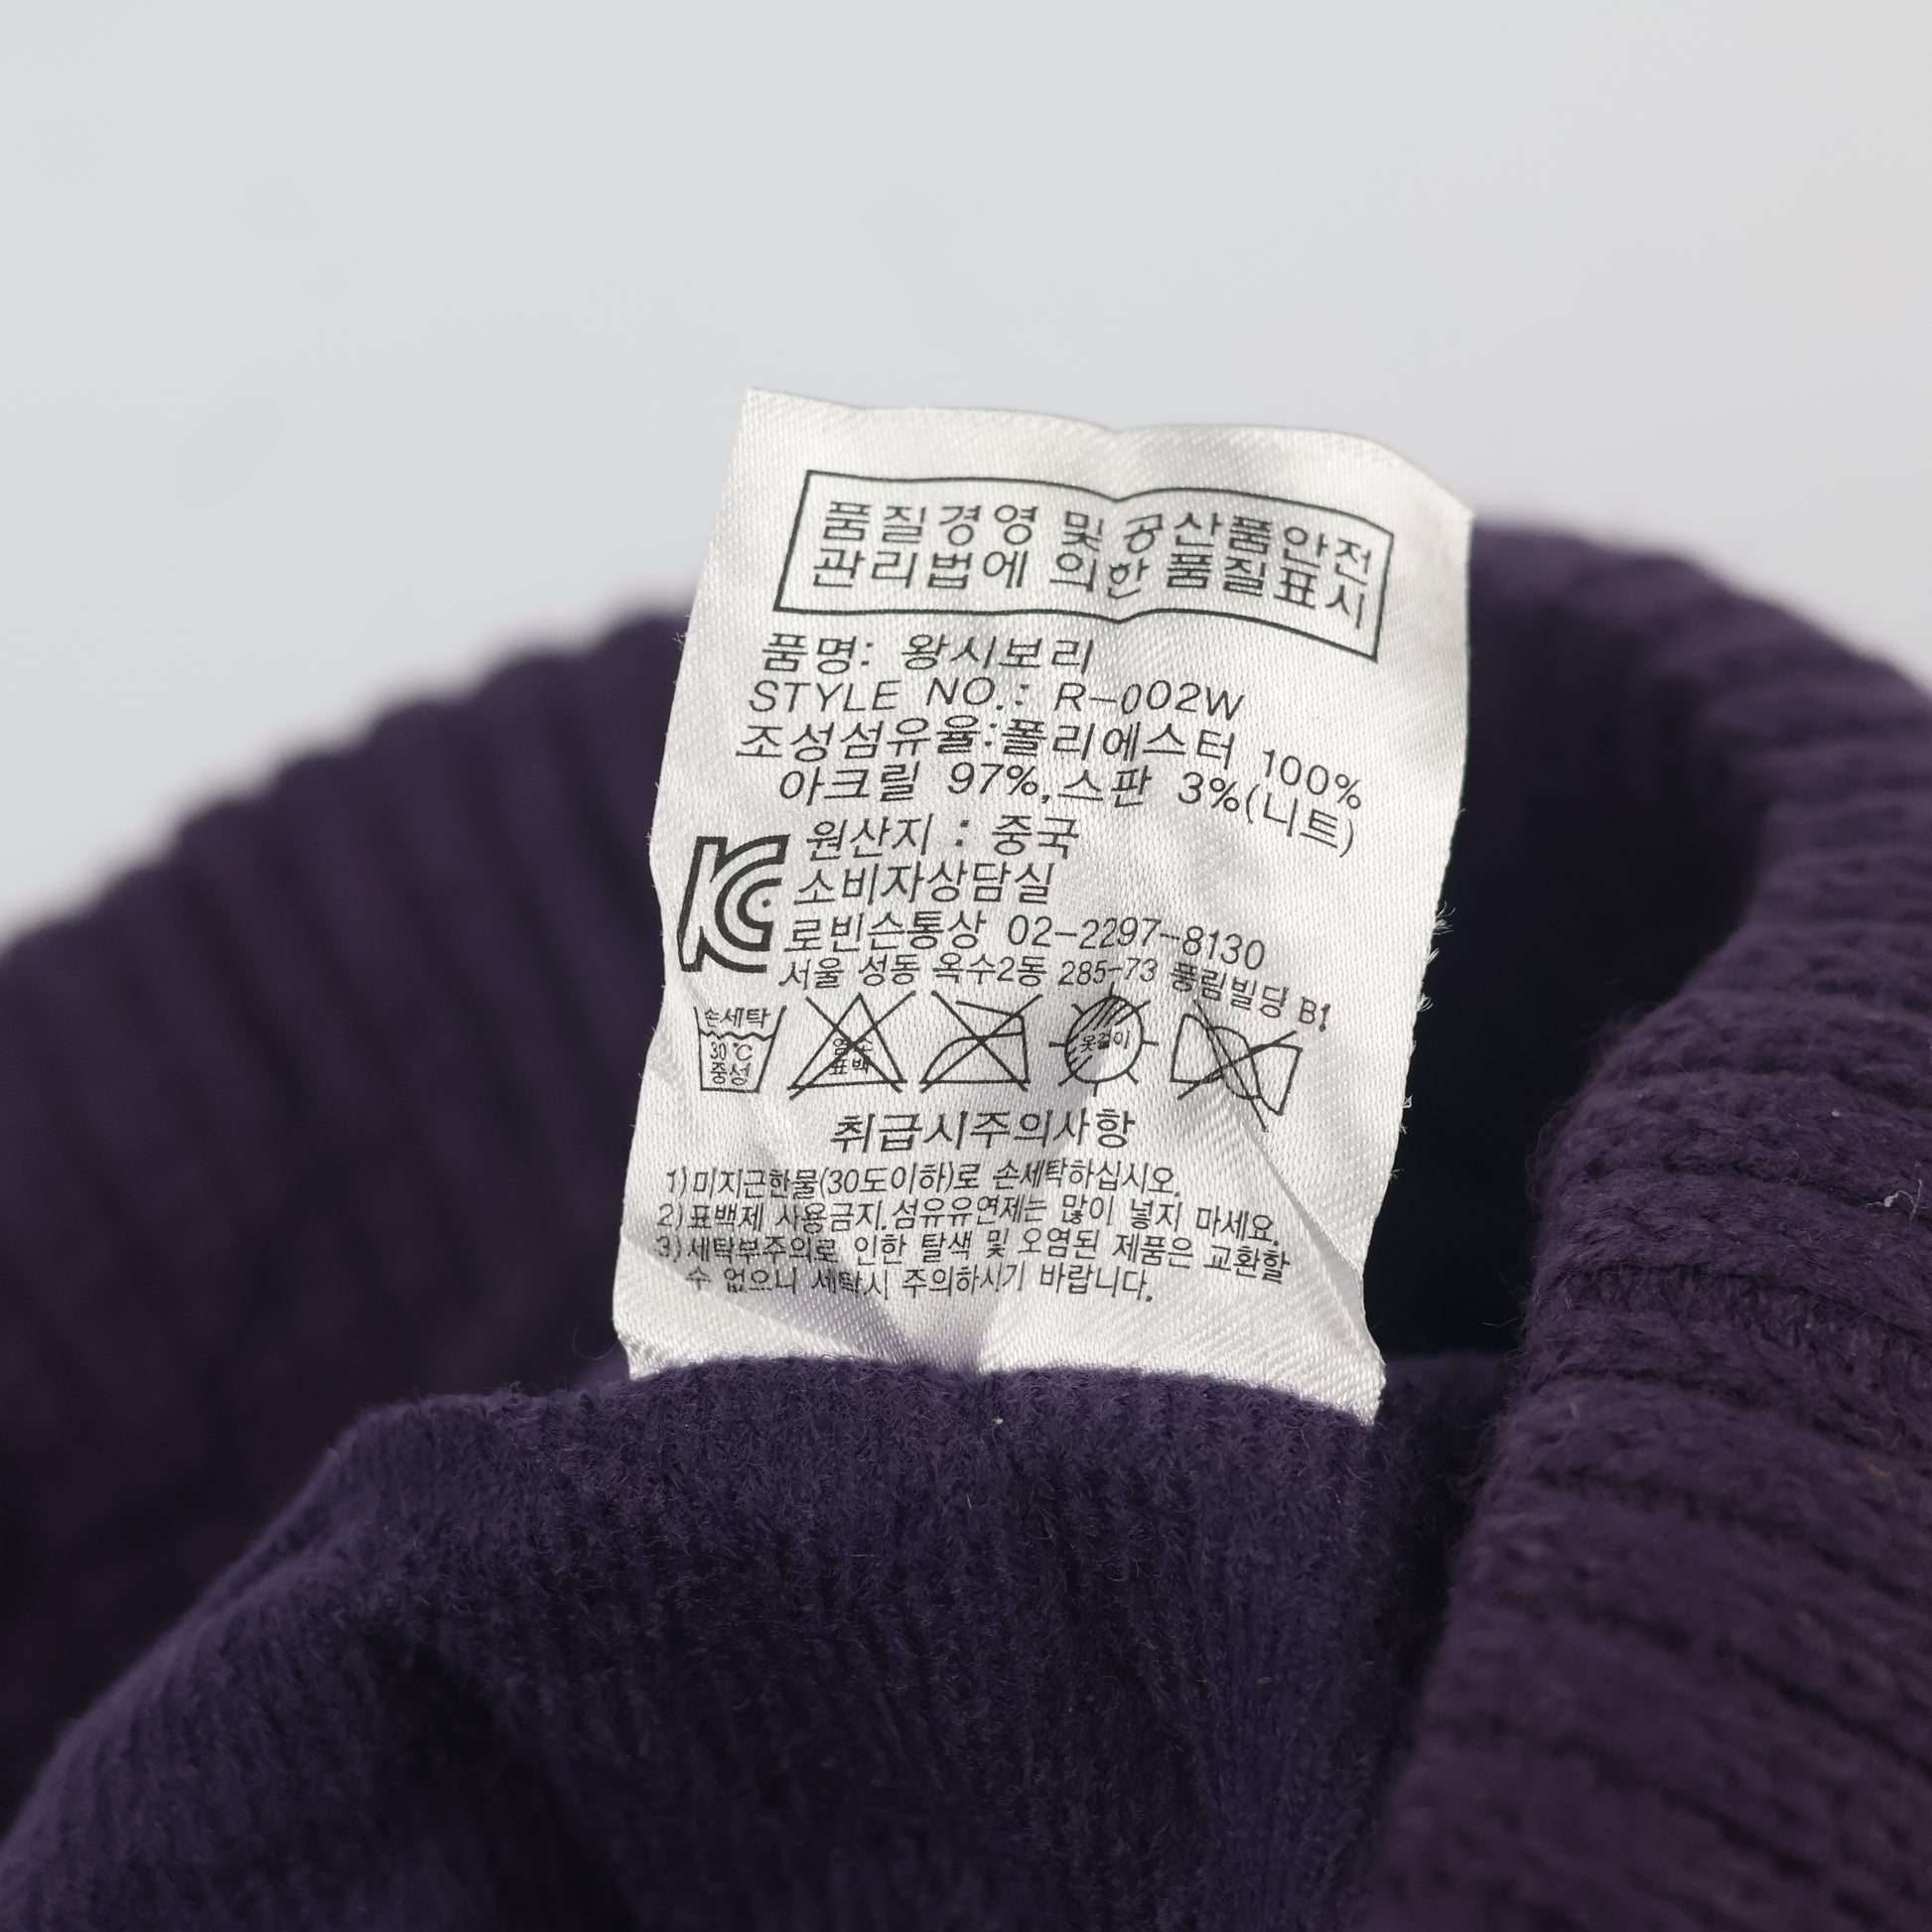 품질경영 및 공산품안전
관리법에 의한 품질표시
품명: 왕시보리
STYLE NO.: R-002W
조성섬유율:폴리에스터 100%
아크릴 97%,스판 3%(니트)
원산지 : 중국
소비자상담실
로빈슨통상 02-2297-8130
서울 성동 옥수2동 285-73 풍림빌딩 B1
손세탁
30℃
중성
염소
표백
옷걸이
취급시주의사항
1)미지근한물(30도이하)로 손세탁하십시오.
2)표백제 사용금지.섬유유연제는 많이 넣지 마세요.
3)세탁부주의로 인한 탈색 및 오염된 제품은 교환할
수 없으니 세탁시 주의하시기 바랍니다.